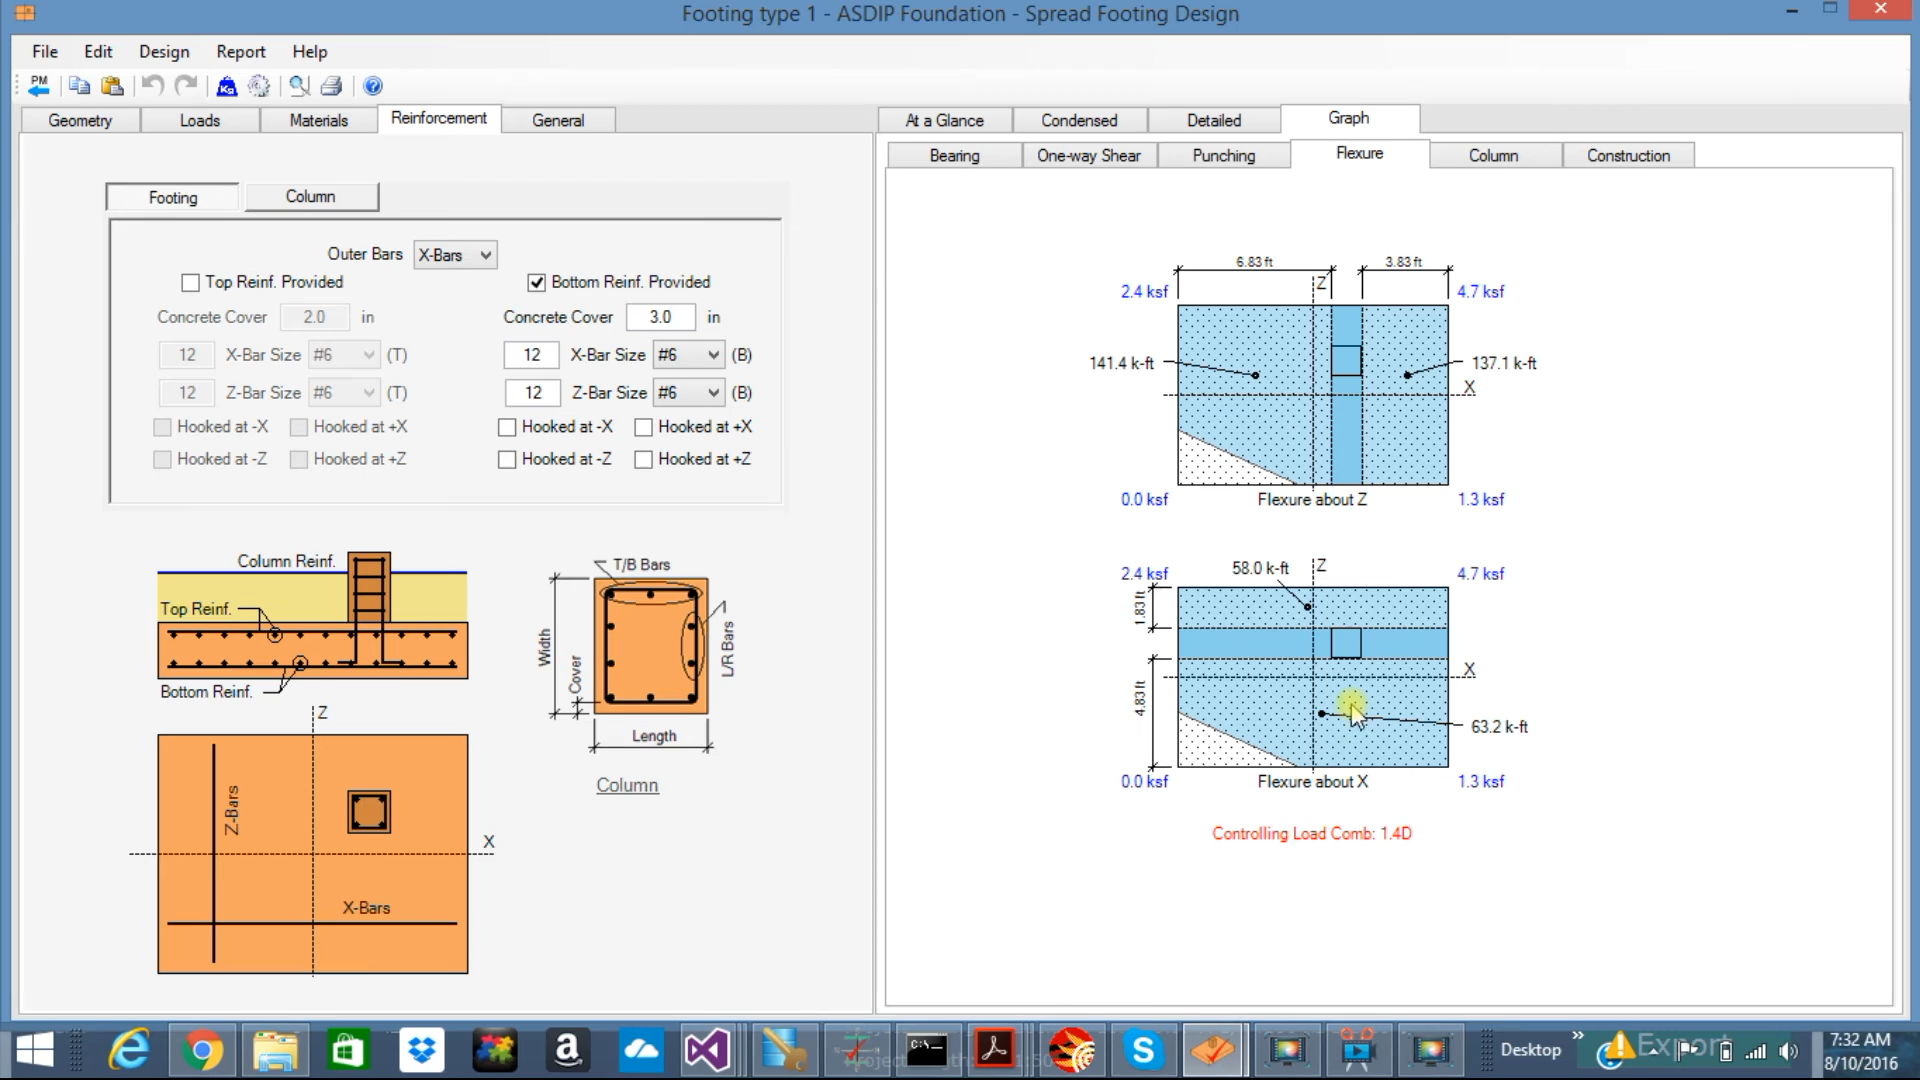 Footing type 1 - ASDIP Foundation - Spread Footing Design
File Edit Design Report Help
PM Kg
Geometry Loads Materials Reinforcement General
At a Glance Condensed Detailed Graph
Bearing One-way Shear Punching Flexure Column Construction
Footing Column
Outer Bars X-Bars
Top Reinf. Provided Bottom Reinf. Provided
Concrete Cover 2.0 in Concrete Cover 3.0 in
12 X-Bar Size #6 (T) 12 X-Bar Size #6 (B)
12 Z-Bar Size #6 (T) 12 Z-Bar Size #6 (B)
Hooked at -X Hooked at +X Hooked at -X Hooked at +X
Hooked at -Z Hooked at +Z Hooked at -Z Hooked at +Z
Column Reinf.
Top Reinf.
Bottom Reinf.
Z
Z-Bars
X
X-Bars
T/B Bars
Width
Cover
L/R Bars
Length
Column
6.83 ft 3.83 ft
2.4 ksf Z 4.7 ksf
141.4 k-ft 137.1 k-ft
X
0.0 ksf Flexure about Z 1.3 ksf
2.4 ksf 58.0 k-ft Z 4.7 ksf
1.83 ft
X
4.83 ft
63.2 k-ft
0.0 ksf Flexure about X 1.3 ksf
Controlling Load Comb: 1.4D
Desktop
Export
7:32 AM
8/10/2016